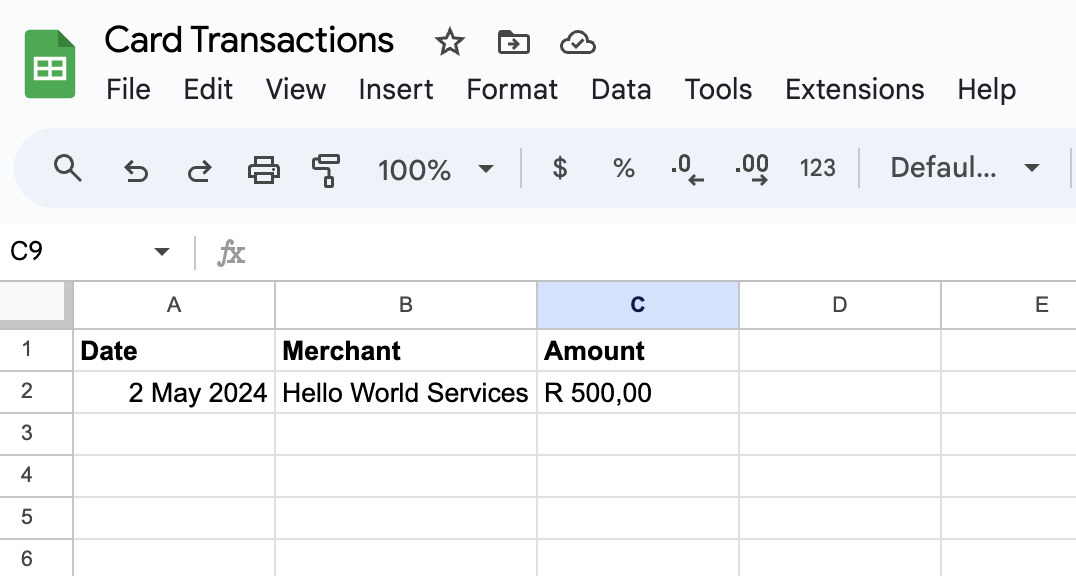 Card Transactions
File Edit View Insert Format Data Tools Extensions Help
100% $ % .0 .00 123 Defaul...
C9 fx
A B C D E
1 Date Merchant Amount
2 2 May 2024 Hello World Services R 500,00
3
4
5
6